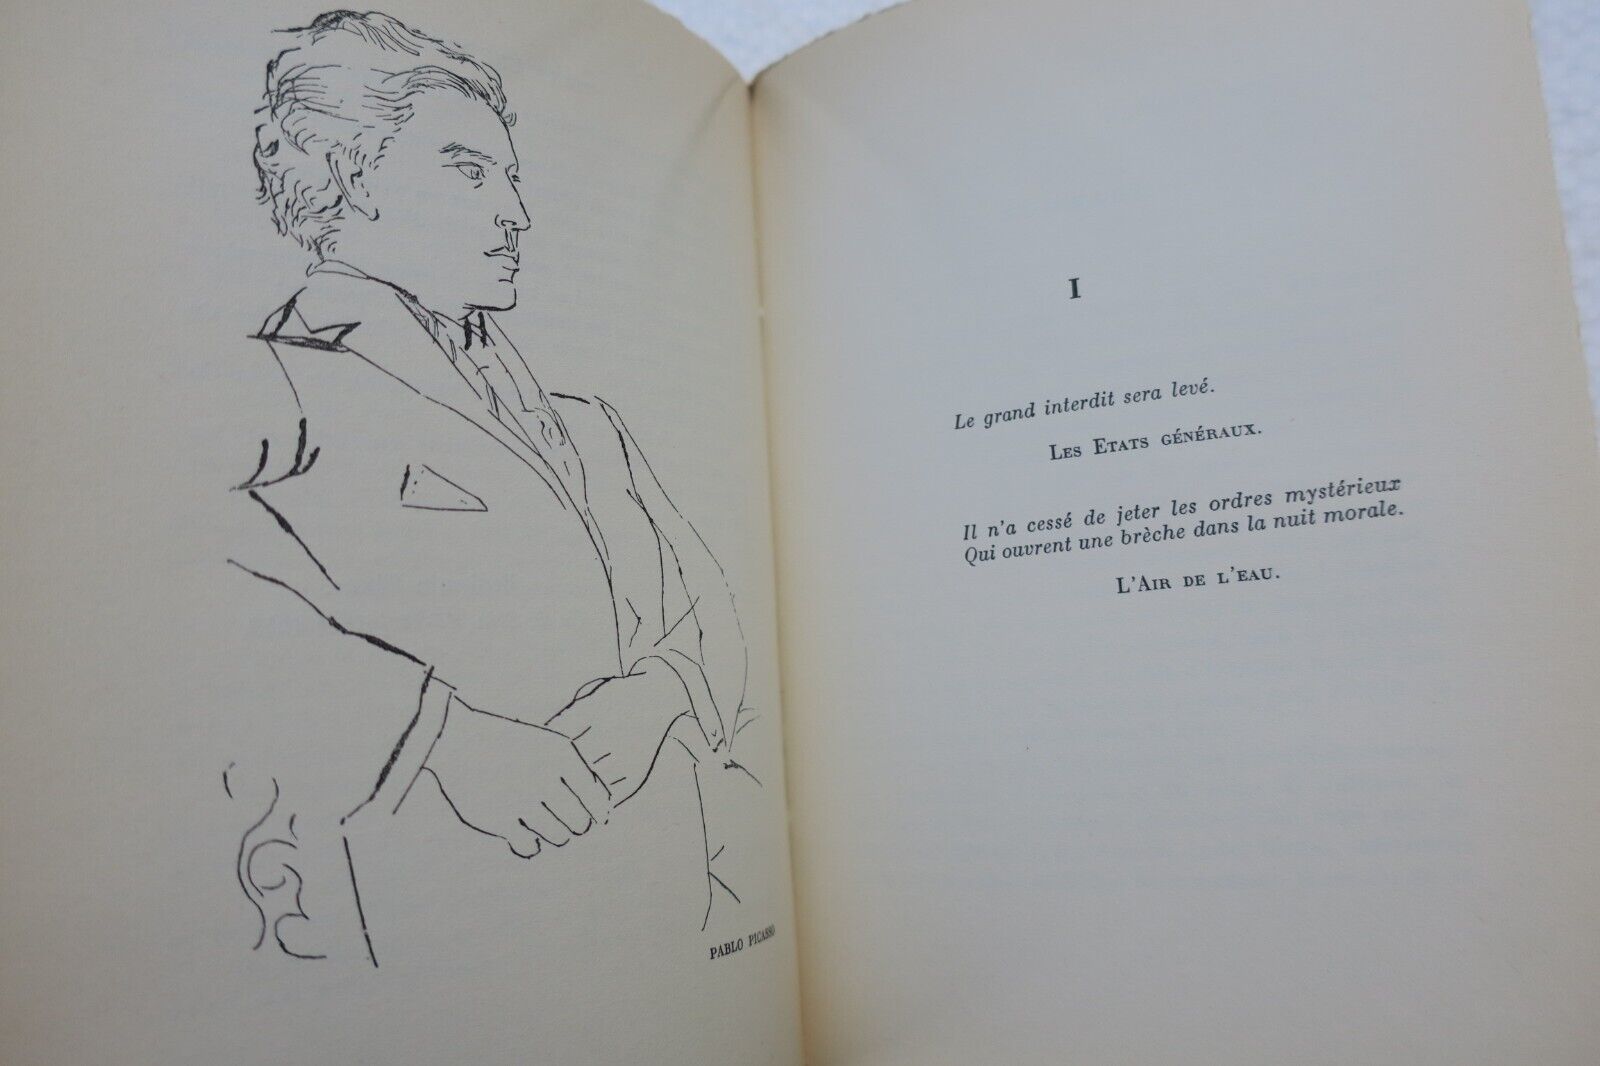 PABLO PICASSO
I
Le grand interdit sera levé.
Les Etats généraux.
Il n'a cessé de jeter les ordres mystérieux
Qui ouvrent une brèche dans la nuit morale.
L'Air de l'eau.